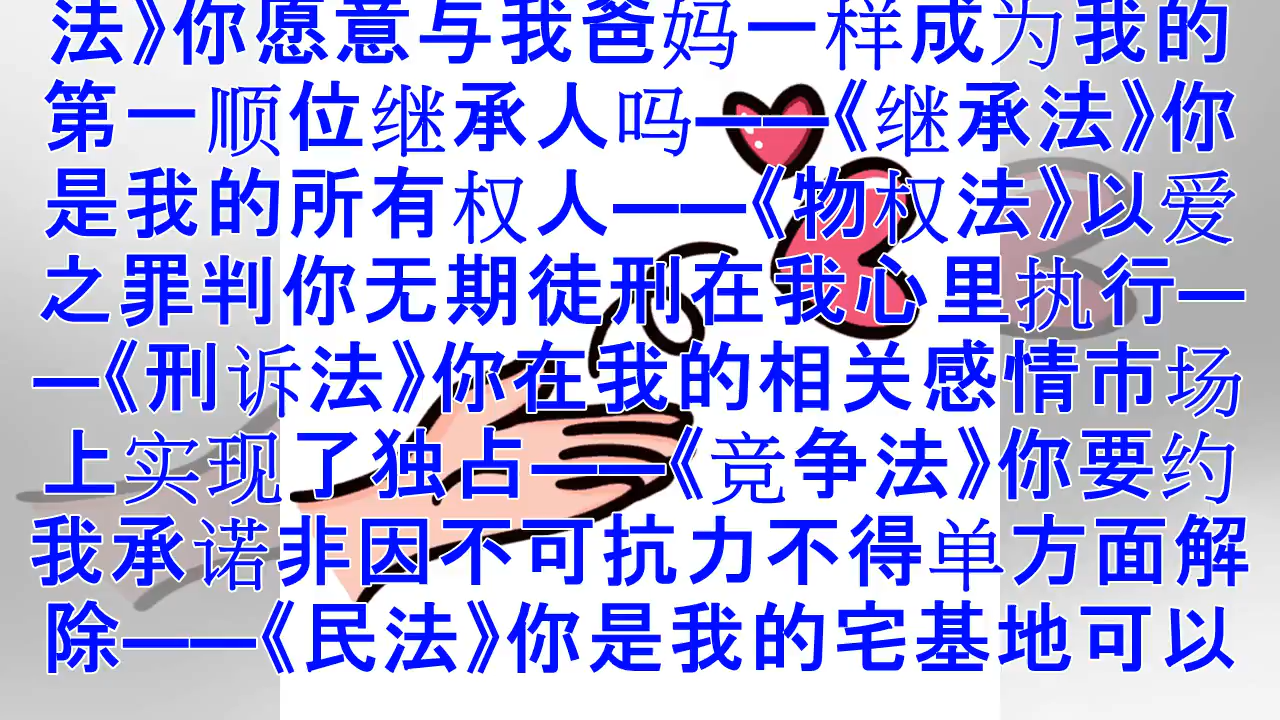 法》你愿意与我爸妈一样成为我的
第一顺位继承人吗——《继承法》你
是我的所有权人——《物权法》以爱
之罪判你无期徒刑在我心里执行—
—《刑诉法》你在我的相关感情市场
上实现了独占——《竞争法》你要约
我承诺非因不可抗力不得单方面解
除——《民法》你是我的宅基地可以